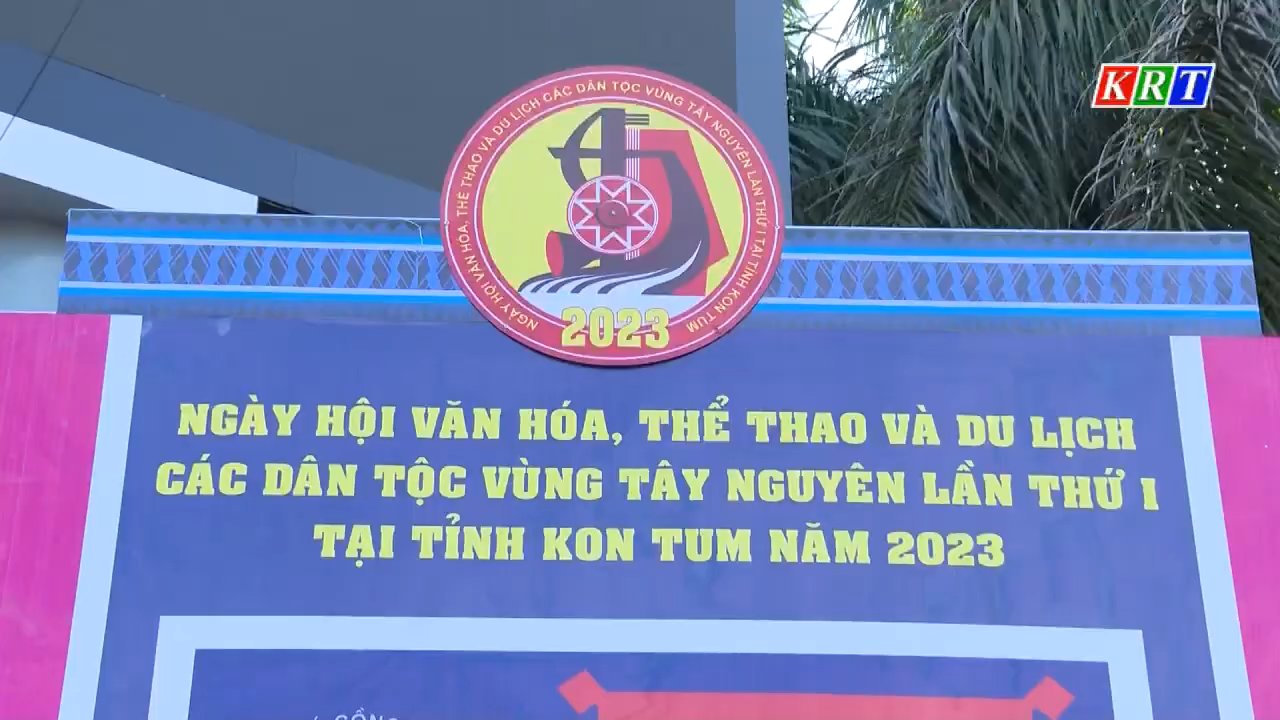 KRT
NGÀY HỘI VĂN HÓA, THỂ THAO VÀ DU LỊCH CÁC DÂN TỘC VÙNG TÂY NGUYÊN LẦN THỨ I TẠI TỈNH KON TUM
2023
NGÀY HỘI VĂN HÓA, THỂ THAO VÀ DU LỊCH
CÁC DÂN TỘC VÙNG TÂY NGUYÊN LẦN THỨ I
TẠI TỈNH KON TUM NĂM 2023